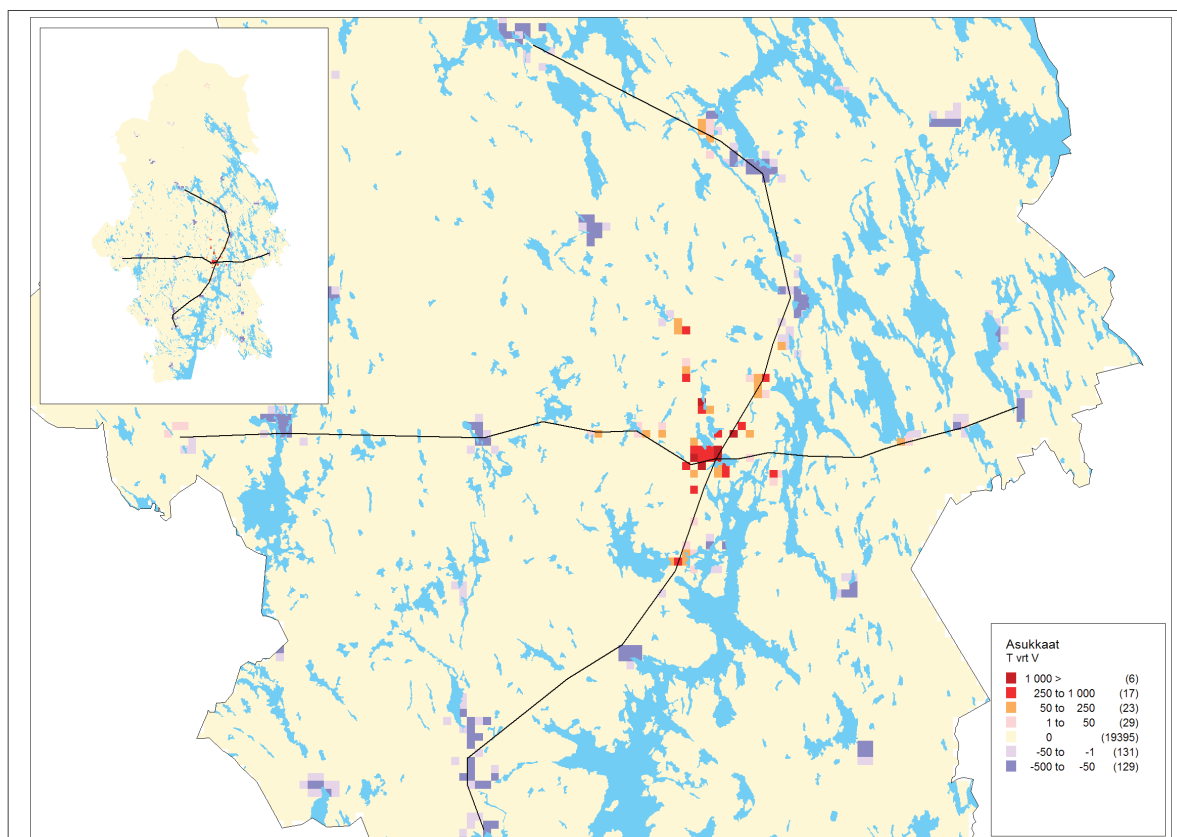 Asukkaat
T vrt V
1 000 > (6)
250 to 1 000 (17)
50 to 250 (23)
1 to 50 (29)
0 (19395)
-50 to -1 (131)
-500 to -50 (129)